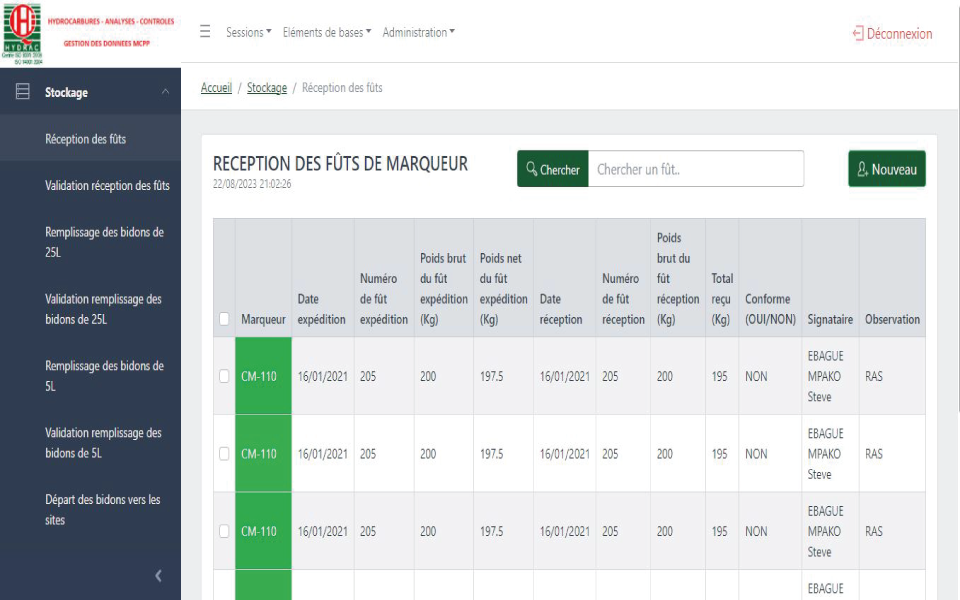 HYDROCARBURES - ANALYSES - CONTROLES
GESTION DES DONNEES MCPP
HYDRAC
Sessions
Eléments de bases
Administration
Déconnexion
Stockage
Réception des fûts
Validation réception des fûts
Remplissage des bidons de
25L
Validation remplissage des
bidons de 25L
Remplissage des bidons de
5L
Validation remplissage des
bidons de 5L
Départ des bidons vers les
sites
Accueil / Stockage / Réception des fûts
RECEPTION DES FÛTS DE MARQUEUR
22/08/2023 21:02:26
Chercher
Chercher un fût..
Nouveau
Marqueur
Date
expédition
Numéro
de fût
expédition
Poids brut
du fût
expédition
(Kg)
Poids net
du fût
expédition
(Kg)
Date
réception
Numéro
de fût
réception
Poids
brut du
fût
réception
(Kg)
Total
reçu
(Kg)
Conforme
(OUI/NON)
Signataire
Observation
CM-110 16/01/2021 205 200 197.5 16/01/2021 205 200 195 NON
EBAGUE
MPAKO
Steve
RAS
CM-110 16/01/2021 205 200 197.5 16/01/2021 205 200 195 NON
EBAGUE
MPAKO
Steve
RAS
CM-110 16/01/2021 205 200 197.5 16/01/2021 205 200 195 NON
EBAGUE
MPAKO
Steve
RAS
EBAGUE